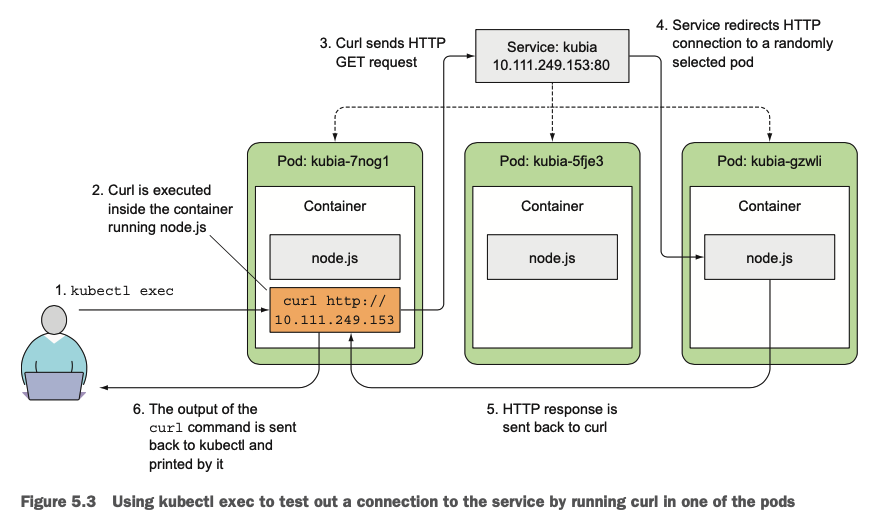 3. Curl sends HTTP
GET request
Service: kubia
10.111.249.153:80
4. Service redirects HTTP
connection to a randomly
selected pod
Pod: kubia-7nog1
Pod: kubia-5fje3
Pod: kubia-gzwli
2. Curl is executed
inside the container
running node.js
Container
Container
Container
node.js
node.js
node.js
1. kubectl exec
curl http://
10.111.249.153
6. The output of the
curl command is sent
back to kubectl and
printed by it
5. HTTP response is
sent back to curl
Figure 5.3 Using kubectl exec to test out a connection to the service by running curl in one of the pods